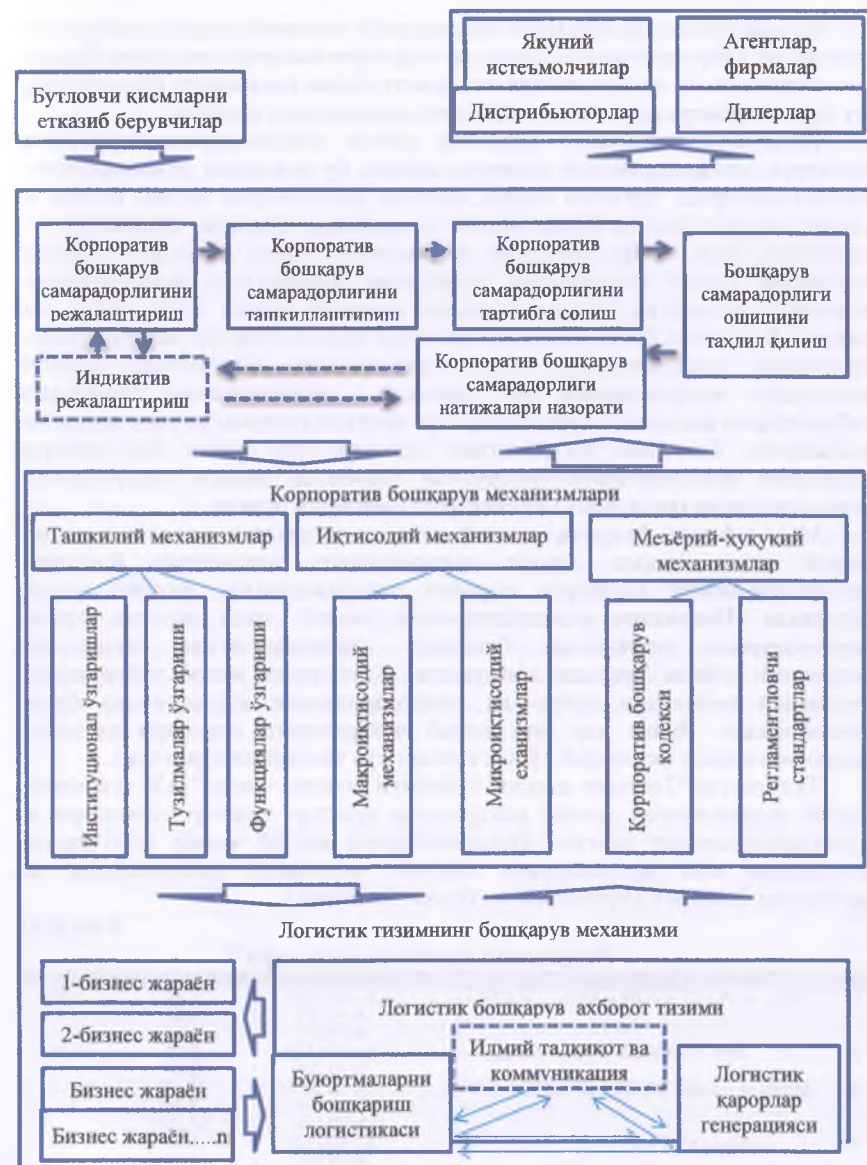 Якуний
истеъмолчилар
Агентлар,
фирмалар
Бутловчи қисмларни
етказиб берувчилар
Дистрибьюторлар
Дилерлар
Корпоратив
бошқарув
самарадорлигини
режалаштириш
Корпоратив
бошқарув
самарадорлигини
ташкиллаштириш
Корпоратив
бошқарув
самарадорлигини
тартибга солиш
Бошқарув
самарадорлиги
ошишини
таҳлил қилиш
Индикатив
режалаштириш
Корпоратив бошқарув
самарадорлиги
натижалари назорати
Корпоратив бошқарув механизмлари
Ташкилий механизмлар
Иқтисодий механизмлар
Меъёрий-ҳуқуқий
механизмлар
Институционал ўзгаришлар
Тузилмалар ўзгариши
Функциялар ўзгариши
Макроиқтисодий
механизмлар
Микроиқтисодий
еханизмлар
Корпоратив бошқарув
кодекси
Регламентловчи
стандартлар
Логистик тизимнинг бошқарув механизми
1-бизнес жараён
2-бизнес жараён
Бизнес жараён
Бизнес жараён.....n
Логистик бошқарув ахборот тизими
Илмий тадқиқот ва
коммуникация
Буюртмаларни
бошқариш
логистикаси
Логистик
қарорлар
генерацияси